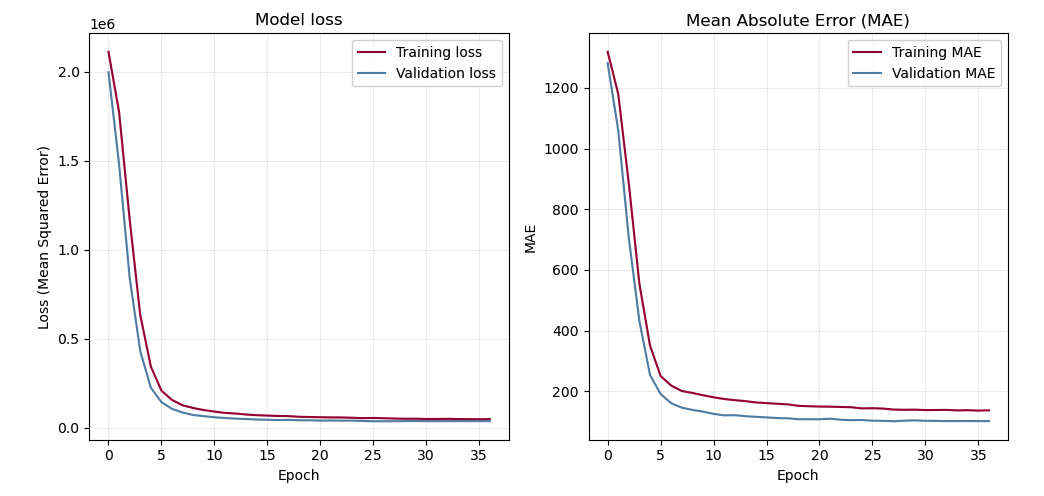 Model loss
1e6
Training loss
Validation loss
2.0
1.5
1.0
0.5
0.0
Loss (Mean Squared Error)
0 5 10 15 20 25 30 35
Epoch
Mean Absolute Error (MAE)
Training MAE
Validation MAE
1200
1000
800
600
400
200
MAE
0 5 10 15 20 25 30 35
Epoch